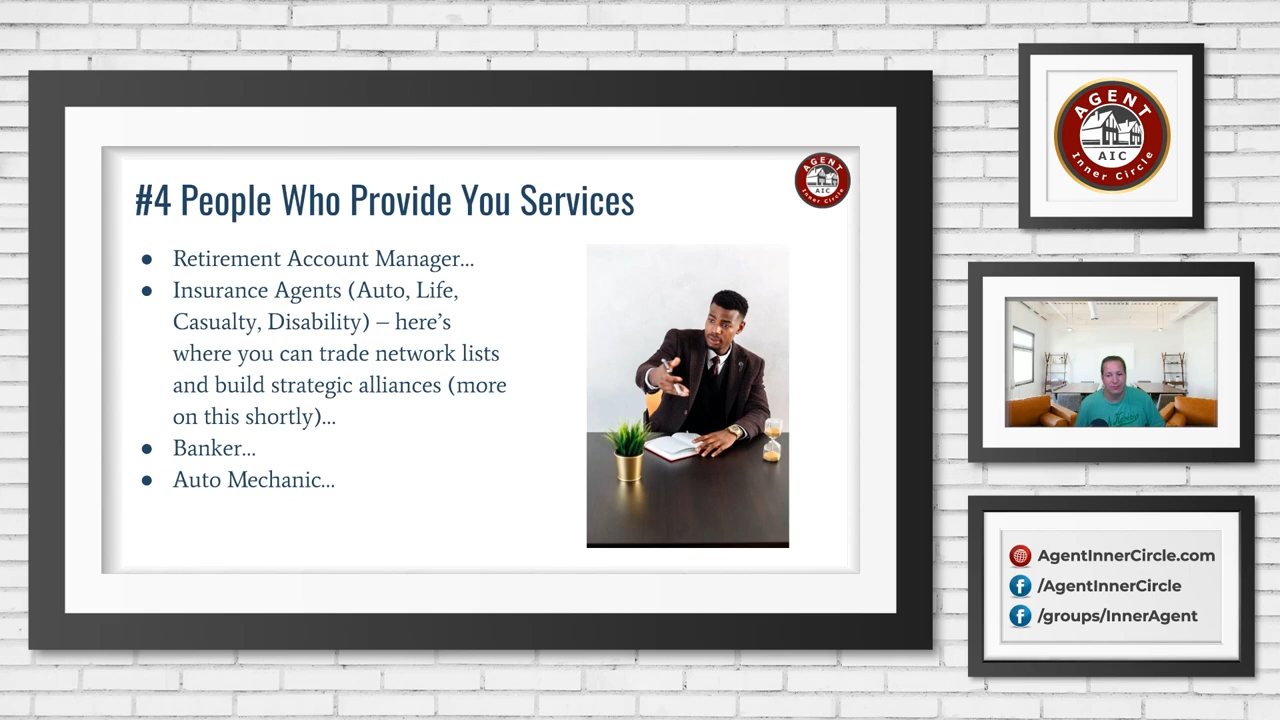 #4 People Who Provide You Services
AGENT
AIC
Inner Circle
● Retirement Account Manager...
● Insurance Agents (Auto, Life,
Casualty, Disability) – here's
where you can trade network lists
and build strategic alliances (more
on this shortly)...
● Banker...
● Auto Mechanic...
AGENT
AIC
Inner Circle
AgentInnerCircle.com
/AgentInnerCircle
/groups/InnerAgent